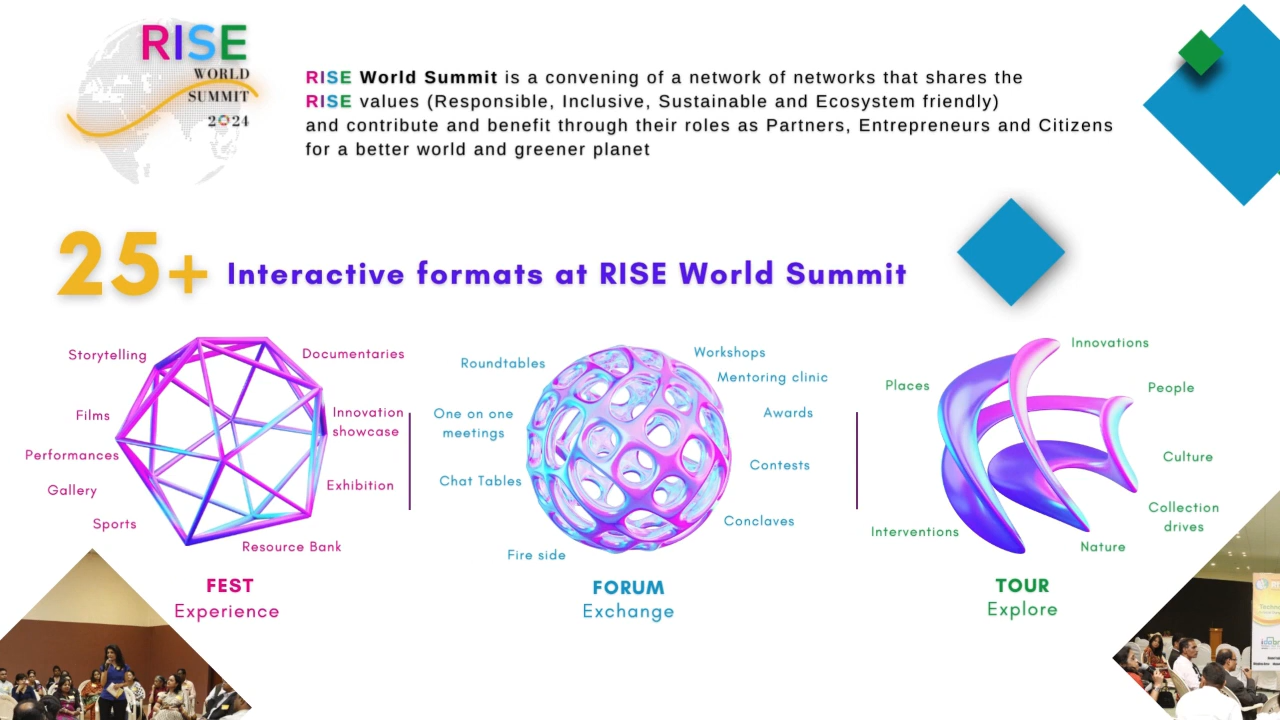 RISE
WORLD
SUMMIT
2024
RISE World Summit is a convening of a network of networks that shares the
RISE values (Responsible, Inclusive, Sustainable and Ecosystem friendly)
and contribute and benefit through their roles as Partners, Entrepreneurs and Citizens
for a better world and greener planet
25+ Interactive formats at RISE World Summit
Storytelling
Documentaries
Films
Innovation
showcase
Performances
Gallery
Exhibition
Sports
Resource Bank
FEST
Experience
Roundtables
Workshops
Mentoring clinic
One on one
meetings
Awards
Chat Tables
Contests
Conclaves
Fire side
FORUM
Exchange
Innovations
Places
People
Culture
Collection
drives
Interventions
Nature
TOUR
Explore